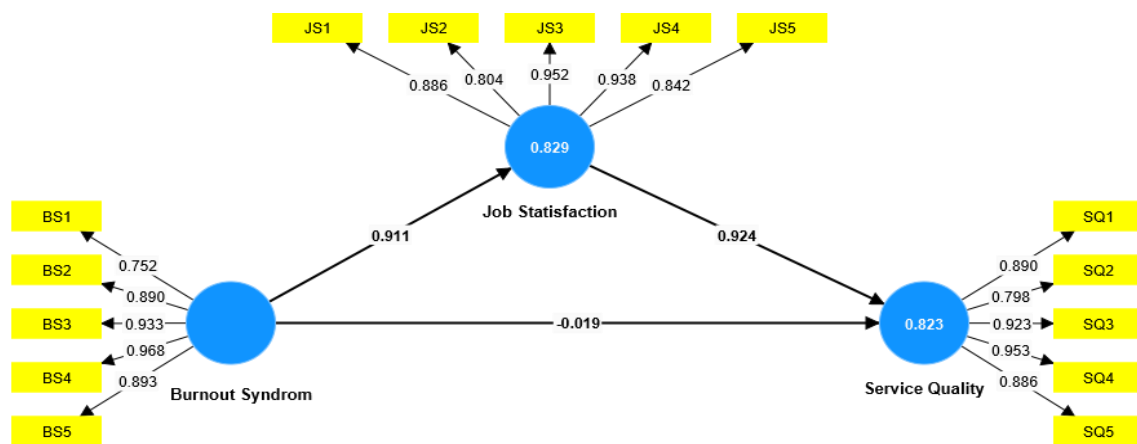 JS1 JS2 JS3 JS4 JS5
0.886 0.804 0.952 0.938 0.842
0.829
Job Statisfaction
BS1
BS2
BS3
BS4
BS5
0.752
0.890
0.933
0.968
0.893
Burnout Syndrom
0.911
0.924
-0.019
0.823
Service Quality
0.890
0.798
0.923
0.953
0.886
SQ1
SQ2
SQ3
SQ4
SQ5